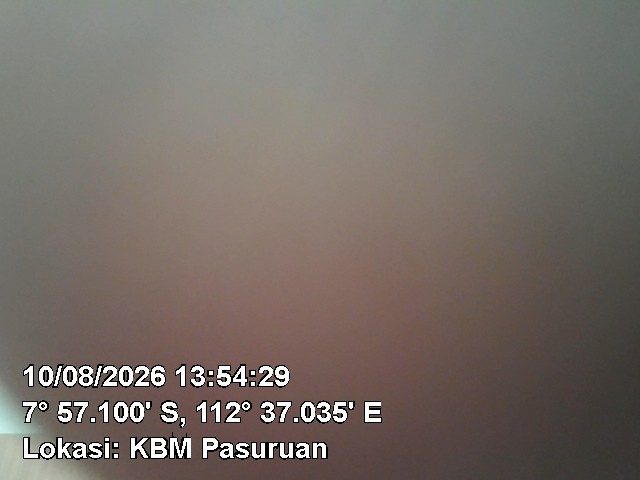 10/08/2026 13:54:29
7° 57.100' S, 112° 37.035' E
Lokasi: KBM Pasuruan